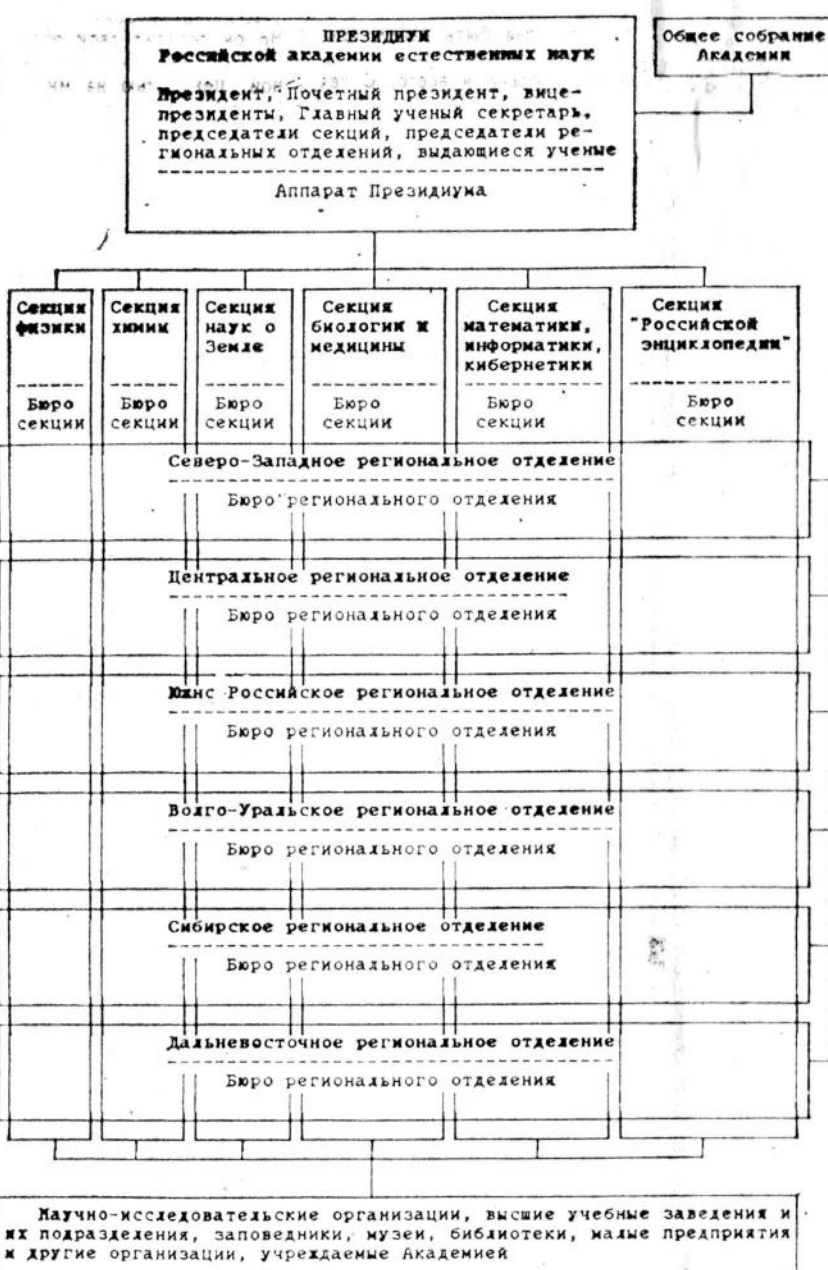 ПРЕЗИДИУМ
Российской академии естественных наук
Президент, Почетный президент, вице-
президенты, Главный ученый секретарь,
председатели секций, председатели ре-
гиональных отделений, выдающиеся ученые
Аппарат Президиума
Общее собрание
Академии
Секция
физики
Бюро
секции
Секция
химии
Бюро
секции
Секция
наук о
Земле
Бюро
секции
Секция
биологии и
медицины
Бюро
секции
Секция
математики,
информатики,
кибернетики
Бюро
секции
Секция
"Российской
энциклопедии"
Бюро
секции
Северо-Западное региональное отделение
Бюро регионального отделения
Центральное региональное отделение
Бюро регионального отделения
Южнс Российское региональное отделение
Бюро регионального отделения
Волго-Уральское региональное отделение
Бюро регионального отделения
Сибирское региональное отделение
Бюро регионального отделения
Дальневосточное региональное отделение
Бюро регионального отделения
Научно-исследовательские организации, высшие учебные заведения и
их подразделения, заповедники, музеи, библиотеки, малые предприятия
и другие организации, учреждаемые Академией